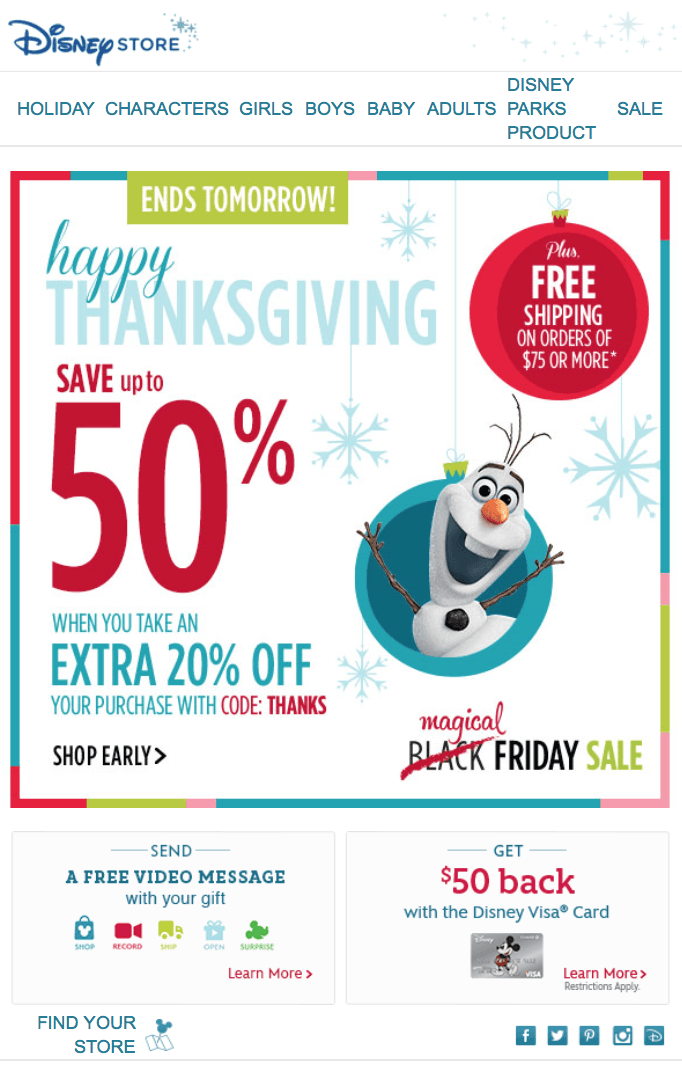 Disney STORE
HOLIDAY CHARACTERS GIRLS BOYS BABY ADULTS DISNEY PARKS PRODUCT SALE
ENDS TOMORROW!
happy
THANKSGIVING
Plus,
FREE
SHIPPING
ON ORDERS OF
$75 OR MORE*
SAVE up to
50%
WHEN YOU TAKE AN
EXTRA 20% OFF
YOUR PURCHASE WITH CODE: THANKS
SHOP EARLY >
magical
BLACK FRIDAY SALE
SEND
A FREE VIDEO MESSAGE
with your gift
SHOP RECORD SHIP OPEN SURPRISE
Learn More >
GET
$50 back
with the Disney Visa® Card
Disney
VISA
Learn More >
Restrictions Apply.
FIND YOUR
STORE